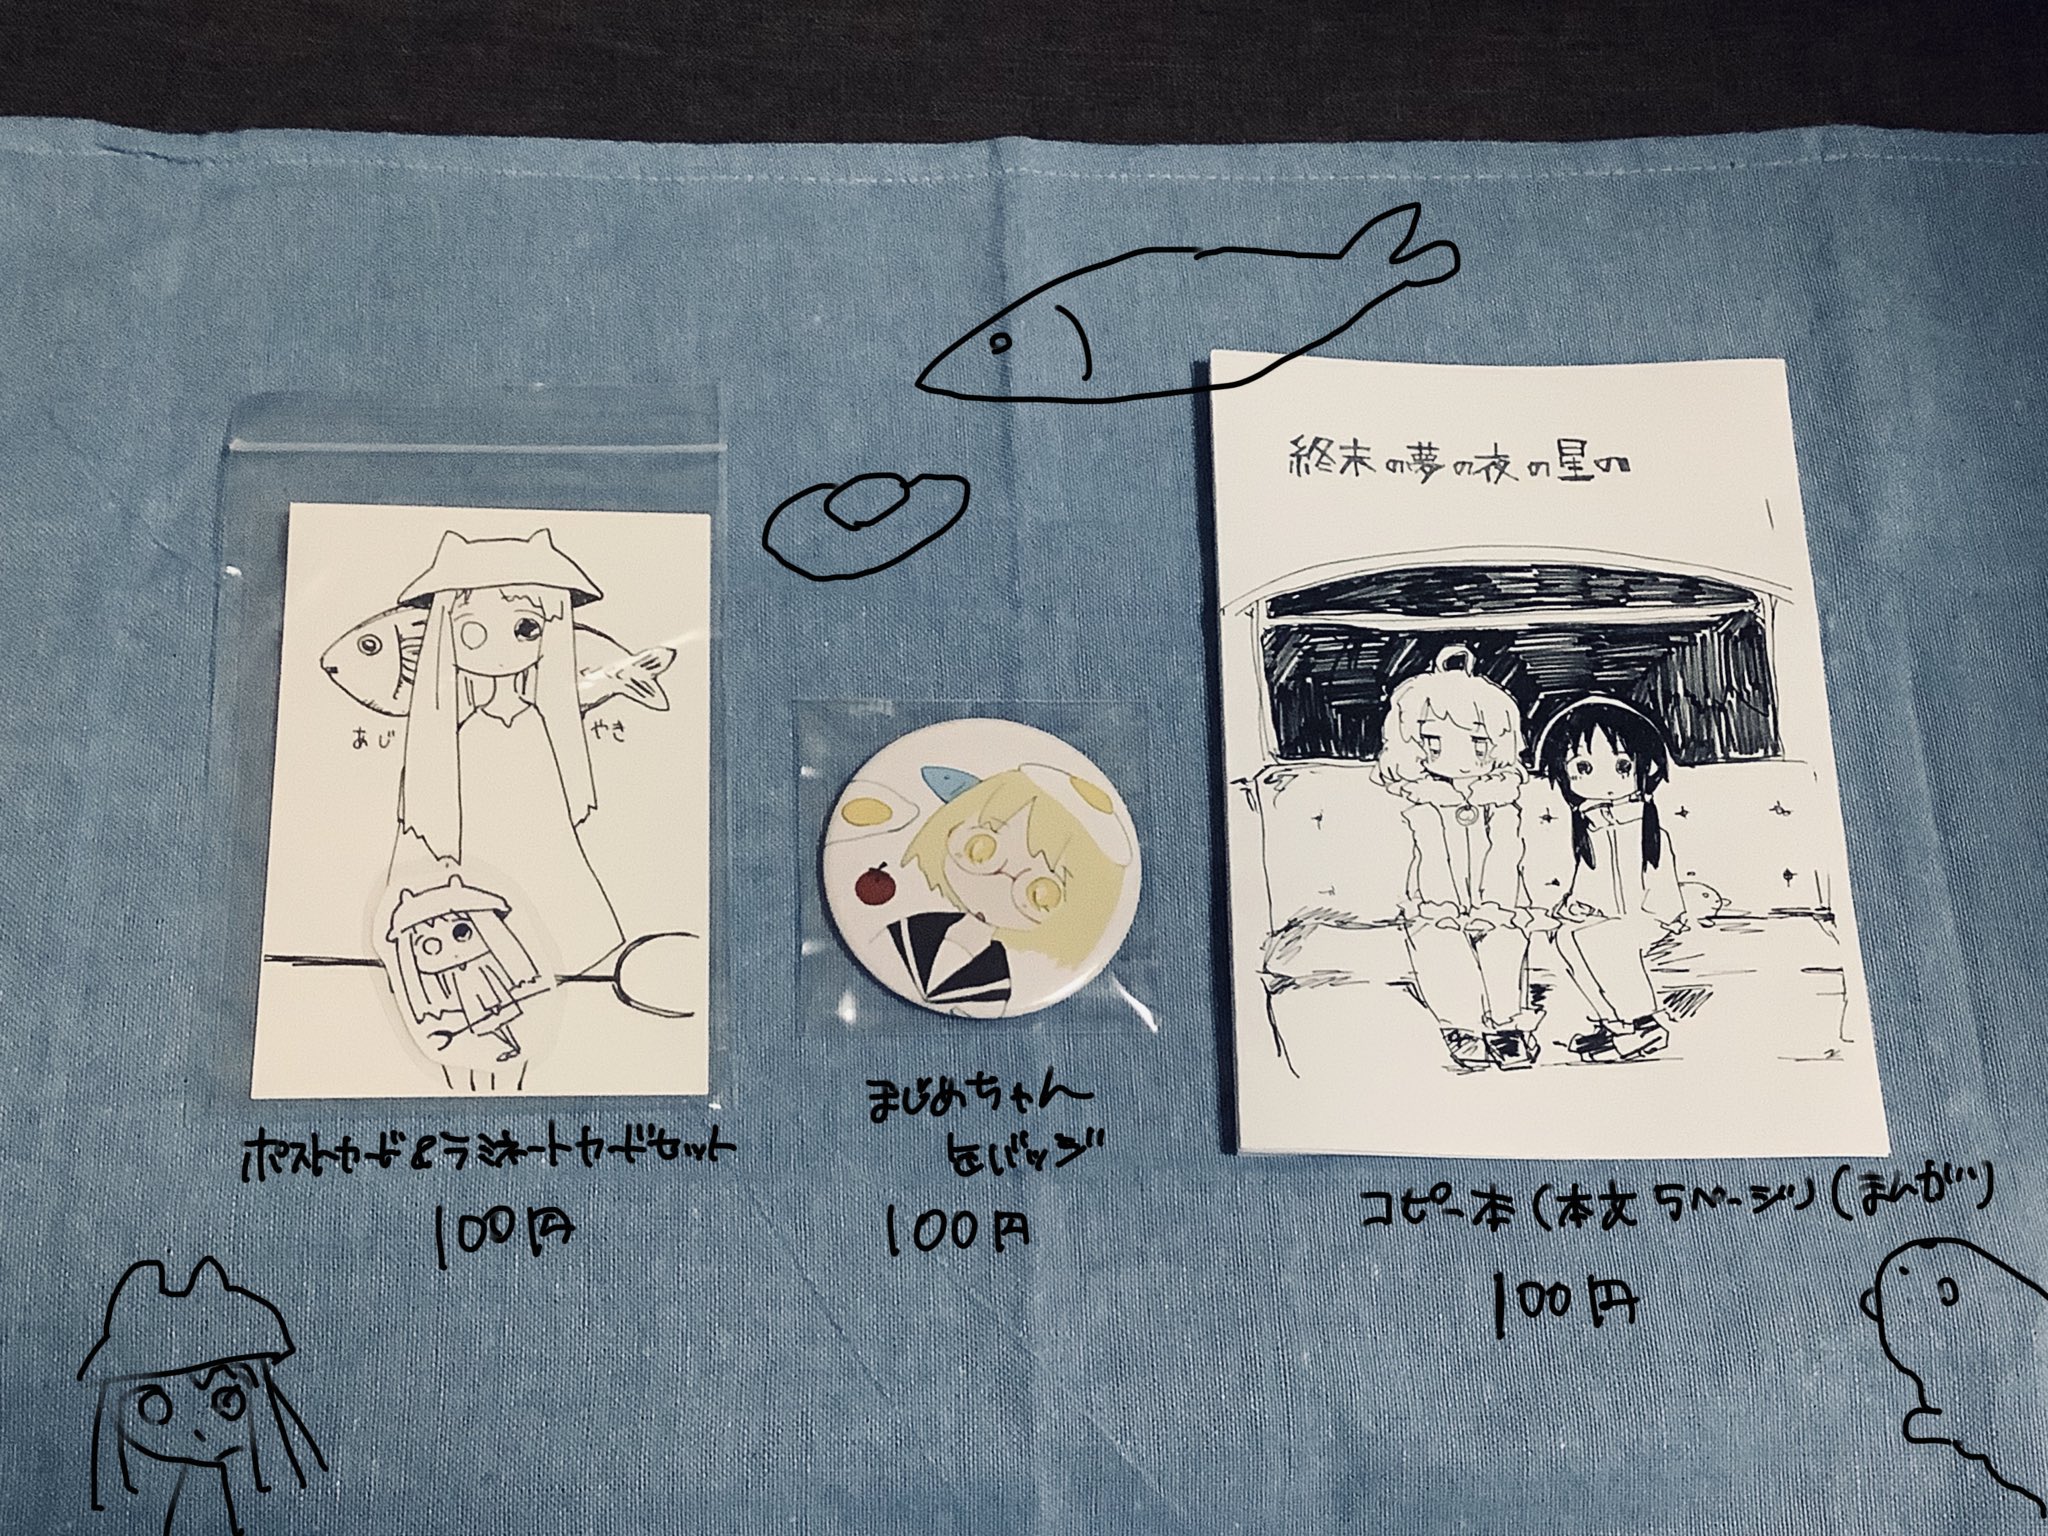 終末の夢の夜の星の
あじ やき
ポストカード&ラミネートカードセット
100円
まじめちゃん
缶バッジ
100円
コピー本(本文5ページ)(まんが)
100円